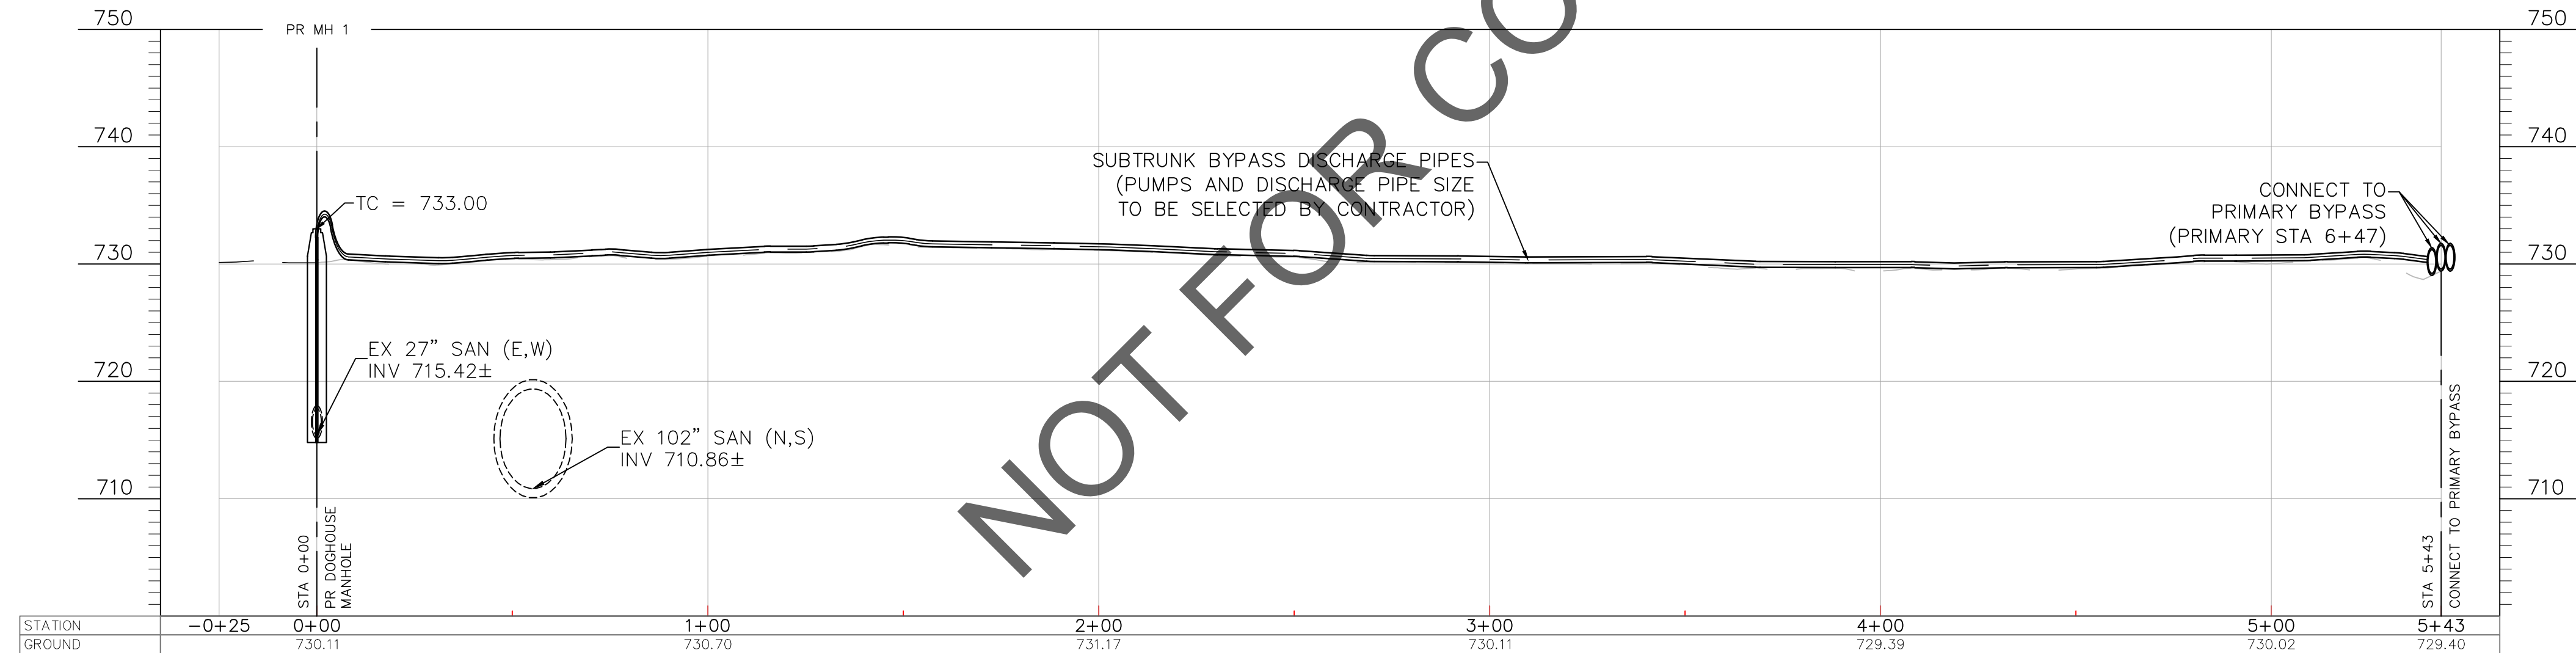 750
750
PR MH 1
740
740
SUBTRUNK BYPASS DISCHARGE PIPES
(PUMPS AND DISCHARGE PIPE SIZE
TO BE SELECTED BY CONTRACTOR)
CONNECT TO
PRIMARY BYPASS
(PRIMARY STA 6+47)
TC = 733.00
730
730
EX 27" SAN (E,W)
INV 715.42±
720
720
EX 102" SAN (N,S)
INV 710.86±
710
710
NOT FOR CO
STA 0+00
PR DOGHOUSE
MANHOLE
STA 5+43
CONNECT TO PRIMARY BYPASS
STATION -0+25 0+00 1+00 2+00 3+00 4+00 5+00 5+43
GROUND 730.11 730.70 731.17 730.11 729.39 730.02 729.40